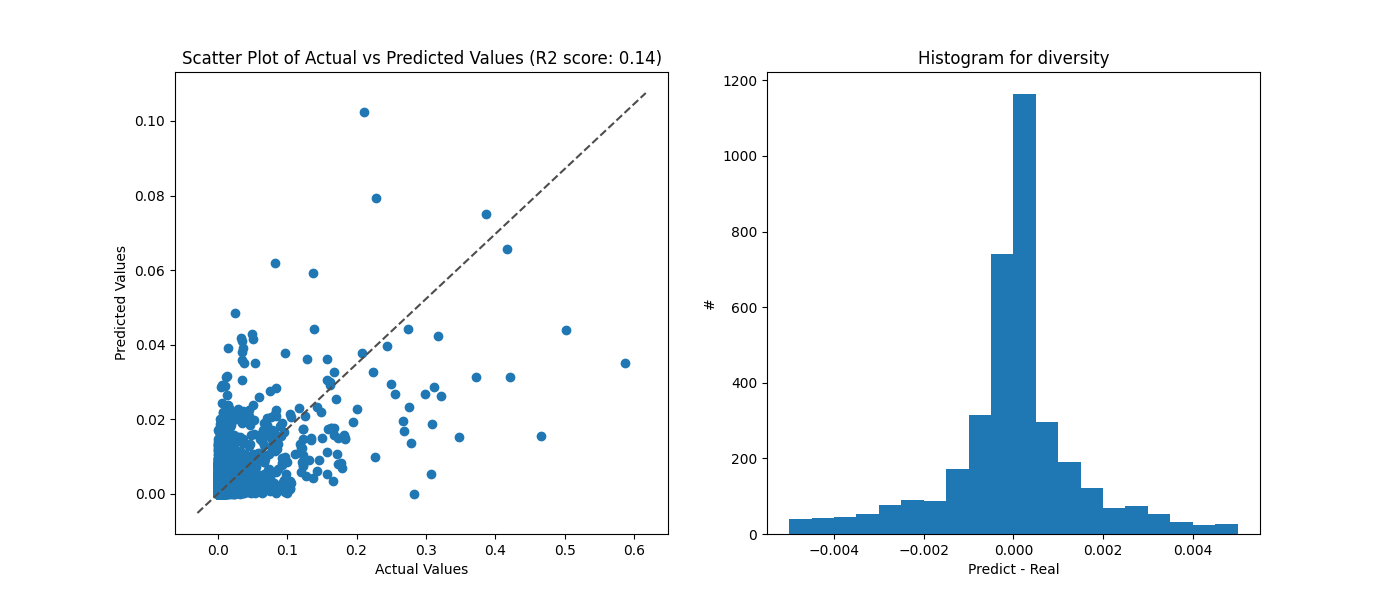 Scatter Plot of Actual vs Predicted Values (R2 score: 0.14)
Predicted Values
0.10
0.08
0.06
0.04
0.02
0.00
0.0 0.1 0.2 0.3 0.4 0.5 0.6
Actual Values
Histogram for diversity
#
1200
1000
800
600
400
200
0
−0.004 −0.002 0.000 0.002 0.004
Predict - Real